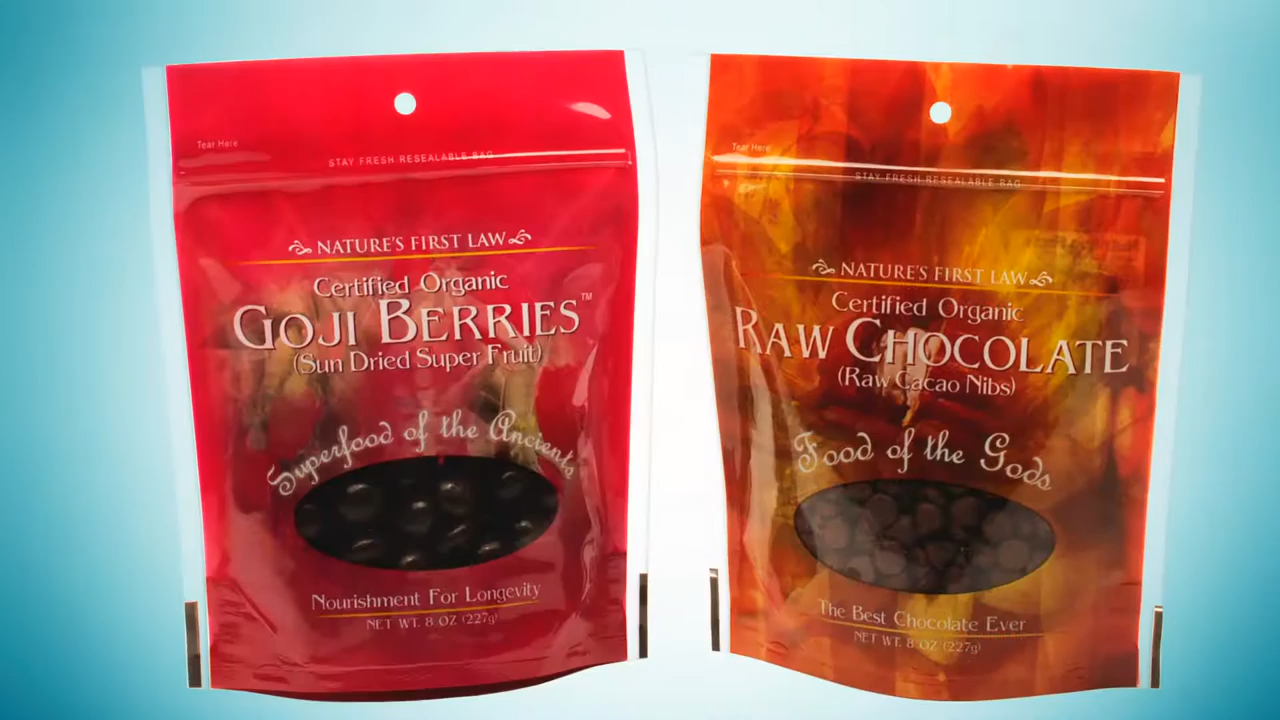 Tear Here
STAY FRESH RESEALABLE BAG
NATURE'S FIRST LAW
Certified Organic
GOJI BERRIES™
(Sun Dried Super Fruit)
Superfood of the Ancients
Nourishment For Longevity
NET WT. 8 OZ (227g)
Tear Here
STAY FRESH RESEALABLE BAG
NATURE'S FIRST LAW
Certified Organic
RAW CHOCOLATE
(Raw Cacao Nibs)
Food of the Gods
The Best Chocolate Ever
NET WT. 8 OZ (227g)